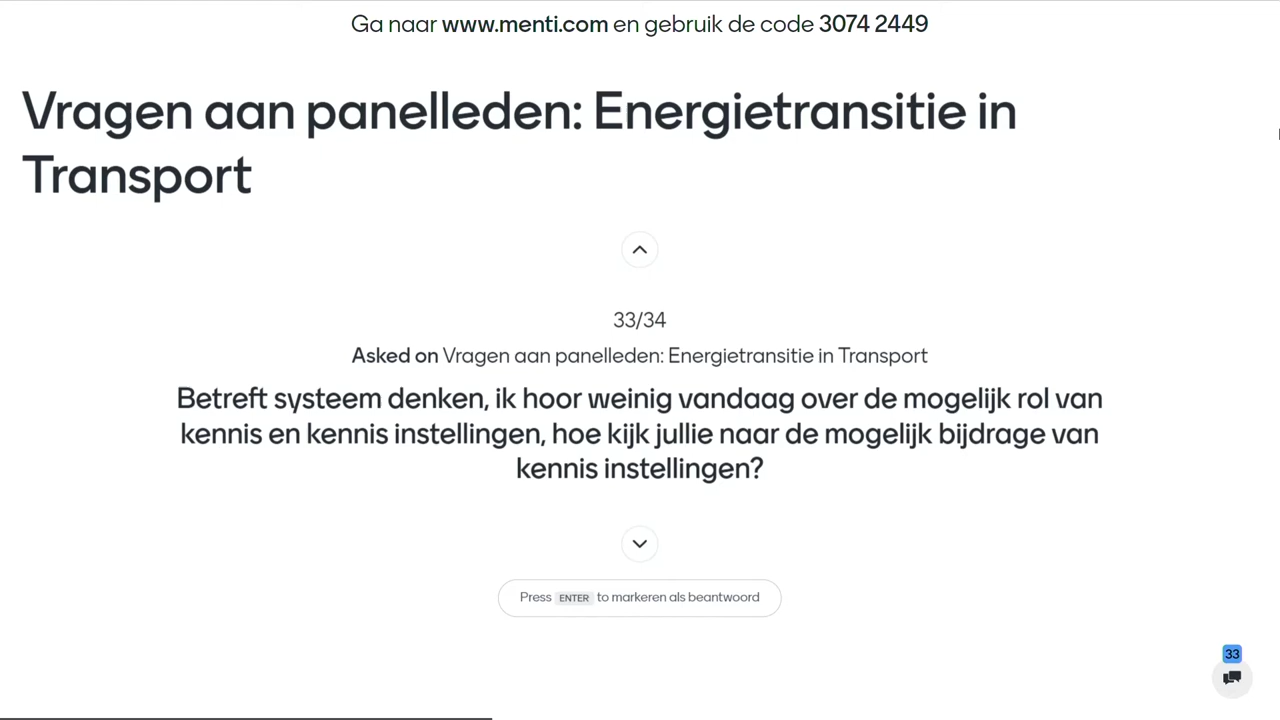 Ga naar www.menti.com en gebruik de code 3074 2449
Vragen aan panelleden: Energietransitie in
Transport
33/34
Asked on Vragen aan panelleden: Energietransitie in Transport
Betreft systeem denken, ik hoor weinig vandaag over de mogelijk rol van
kennis en kennis instellingen, hoe kijk jullie naar de mogelijk bijdrage van
kennis instellingen?
Press ENTER to markeren als beantwoord
33